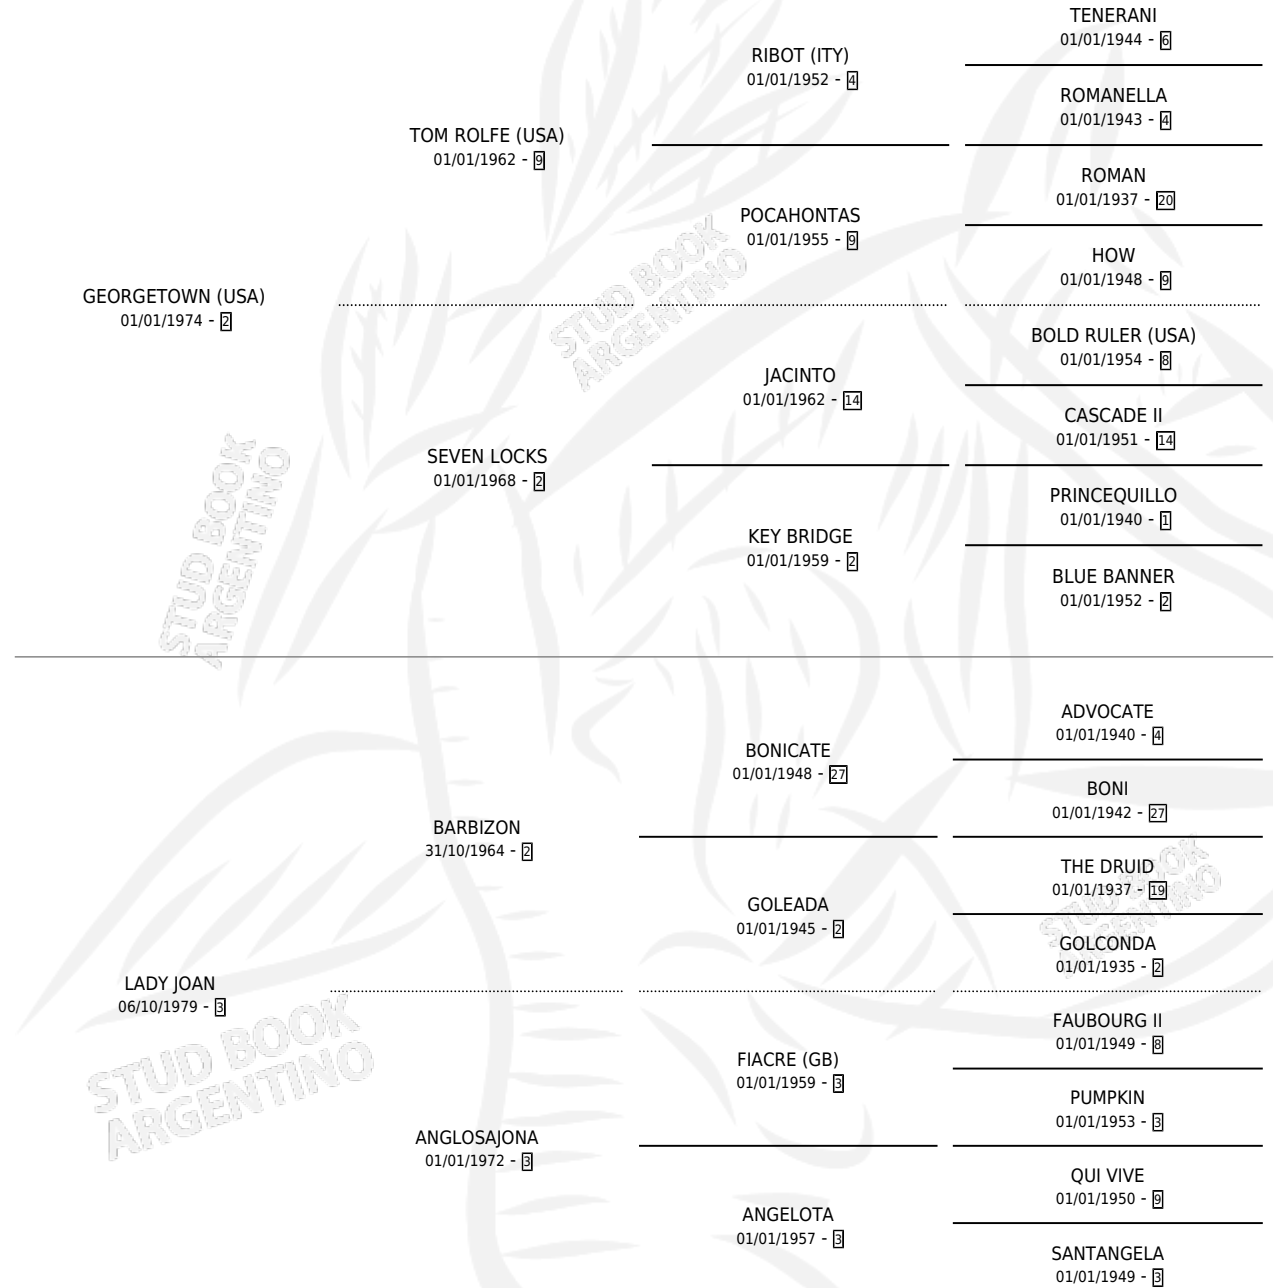 TENERANI
01/01/1944 - 6
RIBOT (ITY)
01/01/1952 - 4
ROMANELLA
01/01/1943 - 4
TOM ROLFE (USA)
01/01/1962 - 9
ROMAN
01/01/1937 - 20
POCAHONTAS
01/01/1955 - 9
HOW
01/01/1948 - 9
GEORGETOWN (USA)
01/01/1974 - 2
STUD BOOK
ARGENTINO
BOLD RULER (USA)
01/01/1954 - 8
JACINTO
01/01/1962 - 14
CASCADE II
01/01/1951 - 14
SEVEN LOCKS
01/01/1968 - 2
PRINCEQUILLO
01/01/1940 - 1
KEY BRIDGE
01/01/1959 - 2
BLUE BANNER
01/01/1952 - 2
STUD BOOK
ARGENTINO
ADVOCATE
01/01/1940 - 4
BONICATE
01/01/1948 - 27
BONI
01/01/1942 - 27
BARBIZON
31/10/1964 - 2
THE DRUID
01/01/1937 - 19
GOLEADA
01/01/1945 - 2
GOLCONDA
01/01/1935 - 2
STUD BOOK
ARGENTINO
LADY JOAN
06/10/1979 - 3
FAUBOURG II
01/01/1949 - 8
FIACRE (GB)
01/01/1959 - 3
PUMPKIN
01/01/1953 - 3
STUD BOOK
ARGENTINO
ANGLOSAJONA
01/01/1972 - 3
QUI VIVE
01/01/1950 - 9
ANGELOTA
01/01/1957 - 3
SANTANGELA
01/01/1949 - 3